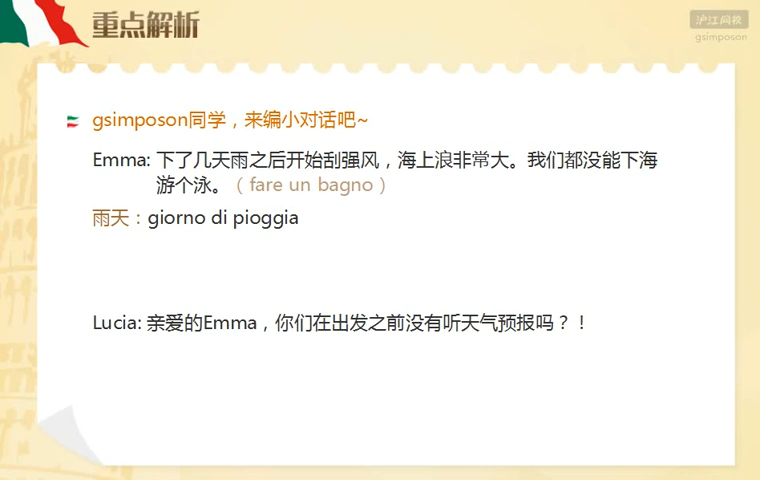 重点解析
沪江网校
gsimposon
gsimposon同学，来编小对话吧~
Emma: 下了几天雨之后开始刮强风，海上浪非常大。我们都没能下海
游个泳。（fare un bagno）
雨天：giorno di pioggia
Lucia: 亲爱的Emma，你们在出发之前没有听天气预报吗？！